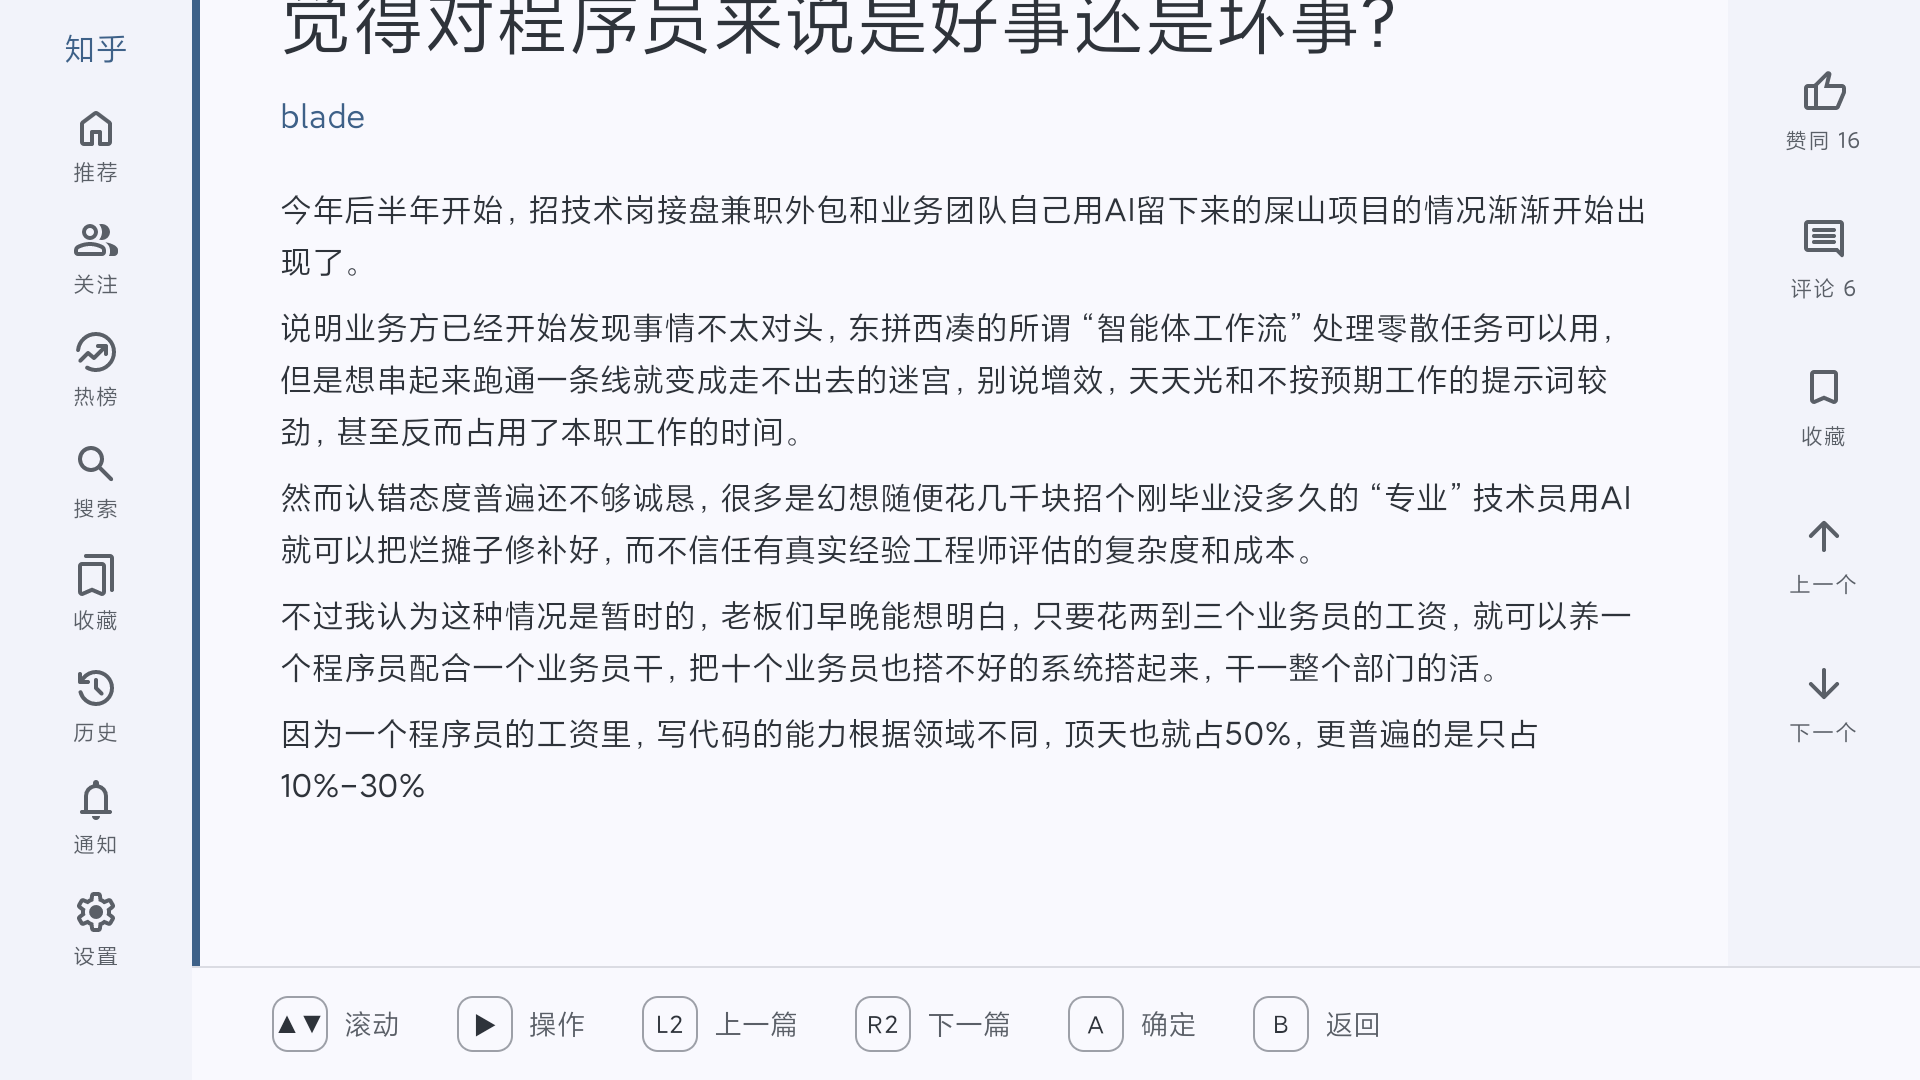 知乎
推荐
关注
热榜
搜索
收藏
历史
通知
设置
觉得对程序员来说是好事还是坏事?
blade
今年后半年开始, 招技术岗接盘兼职外包和业务团队自己用AI留下来的屎山项目的情况渐渐开始出
现了。
说明业务方已经开始发现事情不太对头, 东拼西凑的所谓 “智能体工作流” 处理零散任务可以用,
但是想串起来跑通一条线就变成走不出去的迷宫, 别说增效, 天天光和不按预期工作的提示词较
劲, 甚至反而占用了本职工作的时间。
然而认错态度普遍还不够诚恳, 很多是幻想随便花几千块招个刚毕业没多久的 “专业” 技术员用AI
就可以把烂摊子修补好, 而不信任有真实经验工程师评估的复杂度和成本。
不过我认为这种情况是暂时的, 老板们早晚能想明白, 只要花两到三个业务员的工资, 就可以养一
个程序员配合一个业务员干, 把十个业务员也搭不好的系统搭起来, 干一整个部门的活。
因为一个程序员的工资里, 写代码的能力根据领域不同, 顶天也就占50%, 更普遍的是只占
10%–30%
赞同 16
评论 6
收藏
上一个
下一个
▲▼ 滚动 ▶ 操作 L2 上一篇 R2 下一篇 A 确定 B 返回